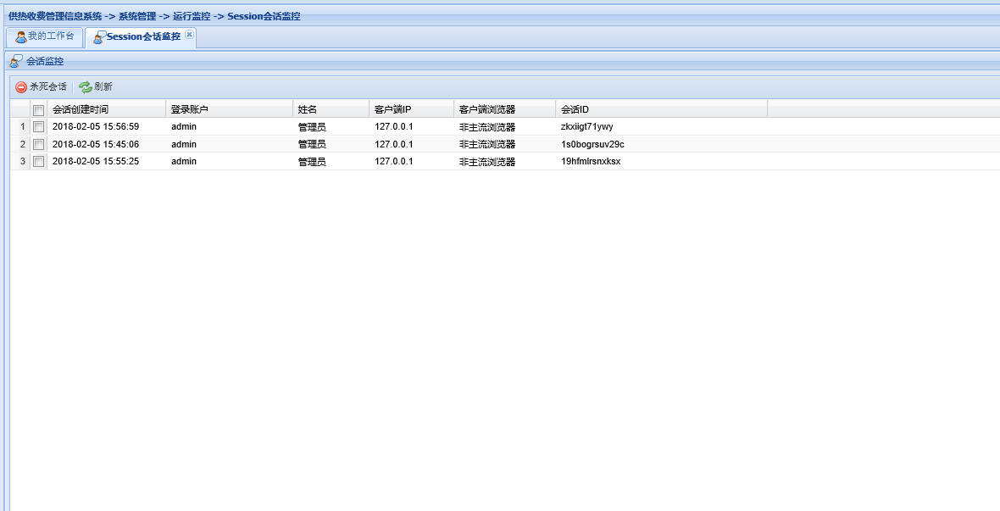 供热收费管理信息系统 -> 系统管理 -> 运行监控 -> Session会话监控
我的工作台 Session会话监控
会话监控
杀死会话 刷新
会话创建时间 登录账户 姓名 客户端IP 客户端浏览器 会话ID
1 2018-02-05 15:56:59 admin 管理员 127.0.0.1 非主流浏览器 zkxiigt71ywy
2 2018-02-05 15:45:06 admin 管理员 127.0.0.1 非主流浏览器 1s0bogrsuv29c
3 2018-02-05 15:55:25 admin 管理员 127.0.0.1 非主流浏览器 19hfmlrsnxksx